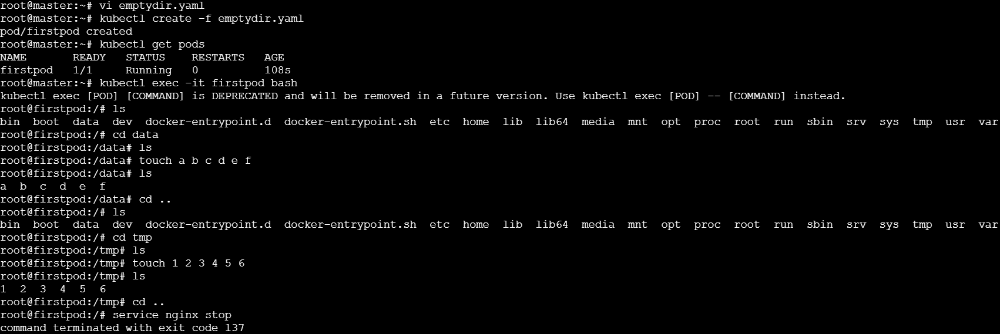 root@master:~# vi emptydir.yaml
root@master:~# kubectl create -f emptydir.yaml
pod/firstpod created
root@master:~# kubectl get pods
NAME       READY   STATUS    RESTARTS   AGE
firstpod   1/1     Running   0          108s
root@master:~# kubectl exec -it firstpod bash
kubectl exec [POD] [COMMAND] is DEPRECATED and will be removed in a future version. Use kubectl exec [POD] -- [COMMAND] instead.
root@firstpod:/# ls
bin  boot  data  dev  docker-entrypoint.d  docker-entrypoint.sh  etc  home  lib  lib64  media  mnt  opt  proc  root  run  sbin  srv  sys  tmp  usr  var
root@firstpod:/# cd data
root@firstpod:/data# ls
root@firstpod:/data# touch a b c d e f
root@firstpod:/data# ls
a  b  c  d  e  f
root@firstpod:/data# cd ..
root@firstpod:/# ls
bin  boot  data  dev  docker-entrypoint.d  docker-entrypoint.sh  etc  home  lib  lib64  media  mnt  opt  proc  root  run  sbin  srv  sys  tmp  usr  var
root@firstpod:/# cd tmp
root@firstpod:/tmp# ls
root@firstpod:/tmp# touch 1 2 3 4 5 6
root@firstpod:/tmp# ls
1  2  3  4  5  6
root@firstpod:/tmp# cd ..
root@firstpod:/# service nginx stop
command terminated with exit code 137